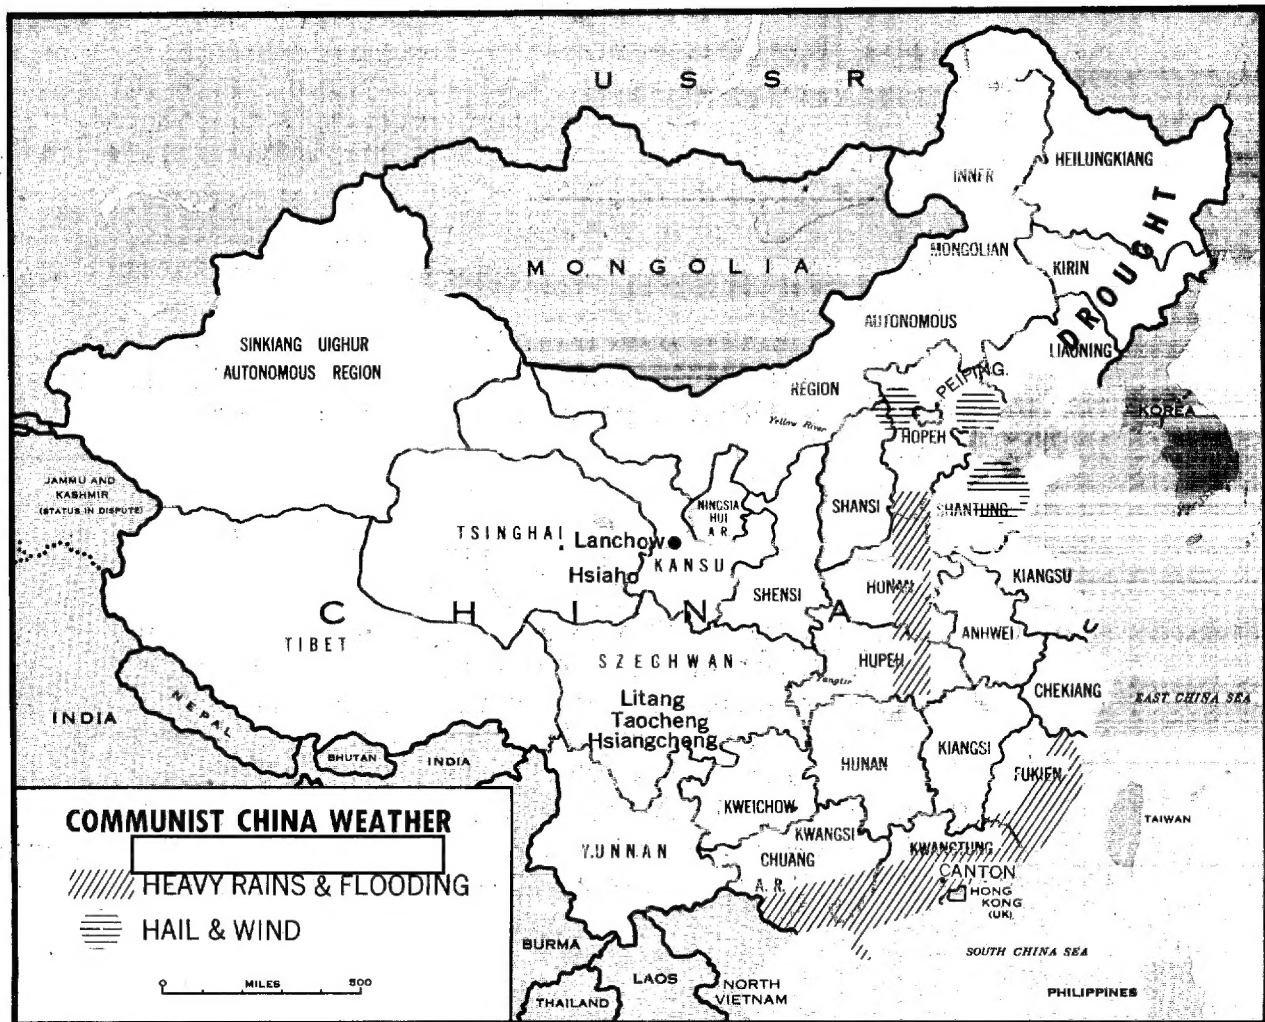 U S S R
HEILUNGKIANG
INNER
MONGOLIAN
KIRIN
DROUGHT
MONGOLIA
AUTONOMOUS
LIAONING
SINKIANG UIGHUR
AUTONOMOUS REGION
REGION
PEIPING
KOREA
Yellow River
HOPEH
JAMMU AND
KASHMIR
(STATUS IN DISPUTE)
NINGSIA
HUI
A.R.
SHANSI
SHANTUNG
TSINGHAI
Lanchow
KANSU
Hsiaho
SHENSI
HONAN
KIANGSU
CHINA
ANHWEI
TIBET
SZECHWAN
HUPEH
Yangtze
CHEKIANG
EAST CHINA SEA
Litang
Taocheng
Hsiangcheng
INDIA
NEPAL
BHUTAN
INDIA
HUNAN
KIANGSI
FUKIEN
KWEICHOW
TAIWAN
KWANGSI
CHUANG
A.R.
KWANGTUNG
YUNNAN
CANTON
HONG
KONG
(UK)
COMMUNIST CHINA WEATHER
HEAVY RAINS & FLOODING
HAIL & WIND
0 MILES 500
BURMA
LAOS
THAILAND
NORTH
VIETNAM
SOUTH CHINA SEA
PHILIPPINES